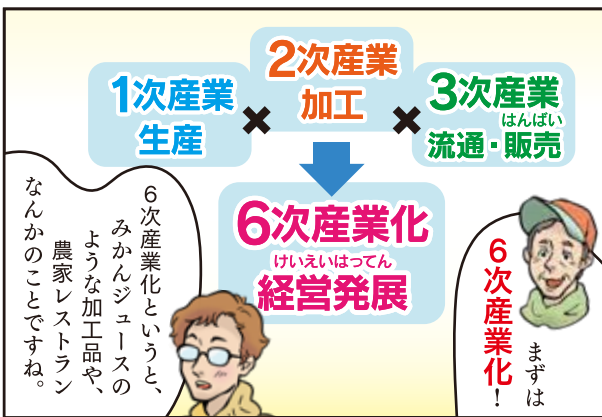 1次産業
生産
×
2次産業
加工
×
3次産業
はんばい
流通・販売
6次産業化
けいえいはってん
経営発展
まずは
6次産業化!
6次産業化というと、
みかんジュースの
ような加工品や、
農家レストラン
なんかのことですね。